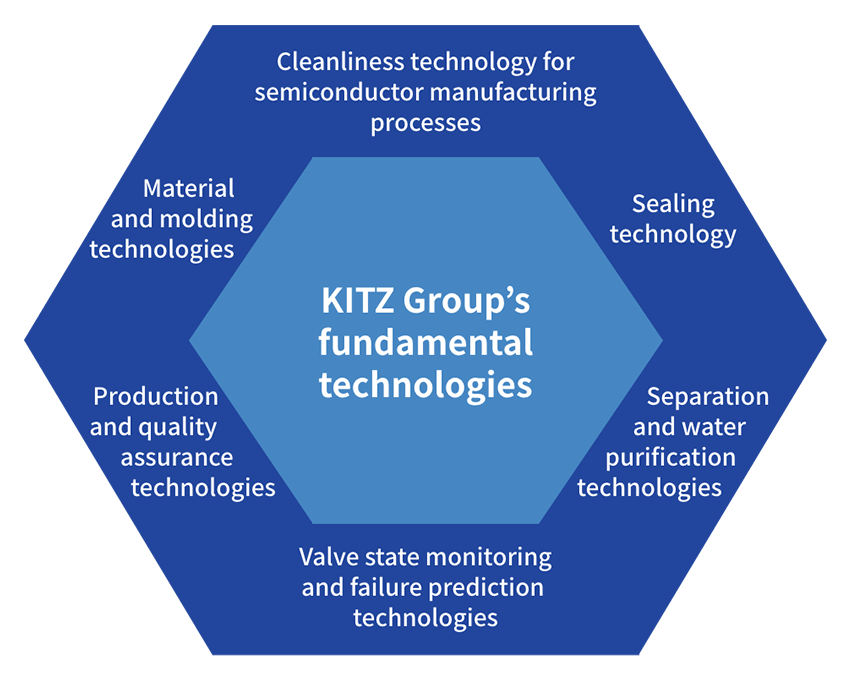 Cleanliness technology for
semiconductor manufacturing
processes
Material
and molding
technologies
Sealing
technology
KITZ Group’s
fundamental
technologies
Production
and quality
assurance
technologies
Separation
and water
purification
technologies
Valve state monitoring
and failure prediction
technologies